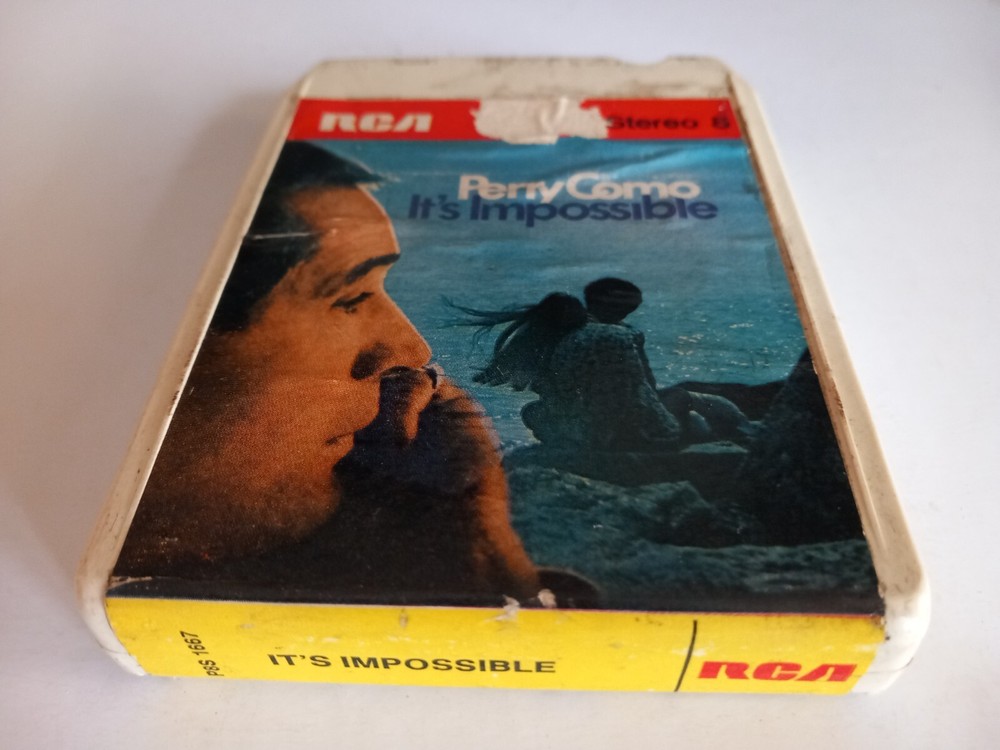 RCA Stereo 8
Perry Como
It's Impossible
P8S 1667
IT'S IMPOSSIBLE
RCA